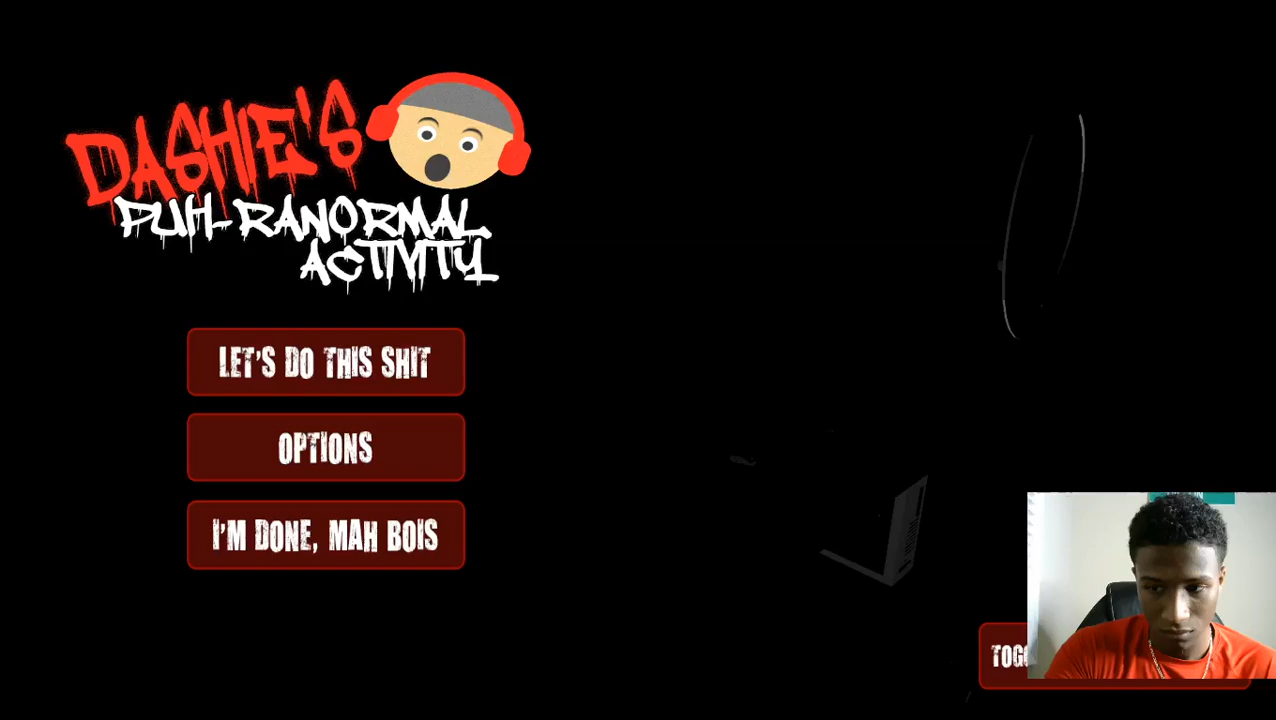 DASHIE'S
PUH-RANORMAL
ACTIVITY
LET'S DO THIS SHIT
OPTIONS
I'M DONE, MAH BOIS